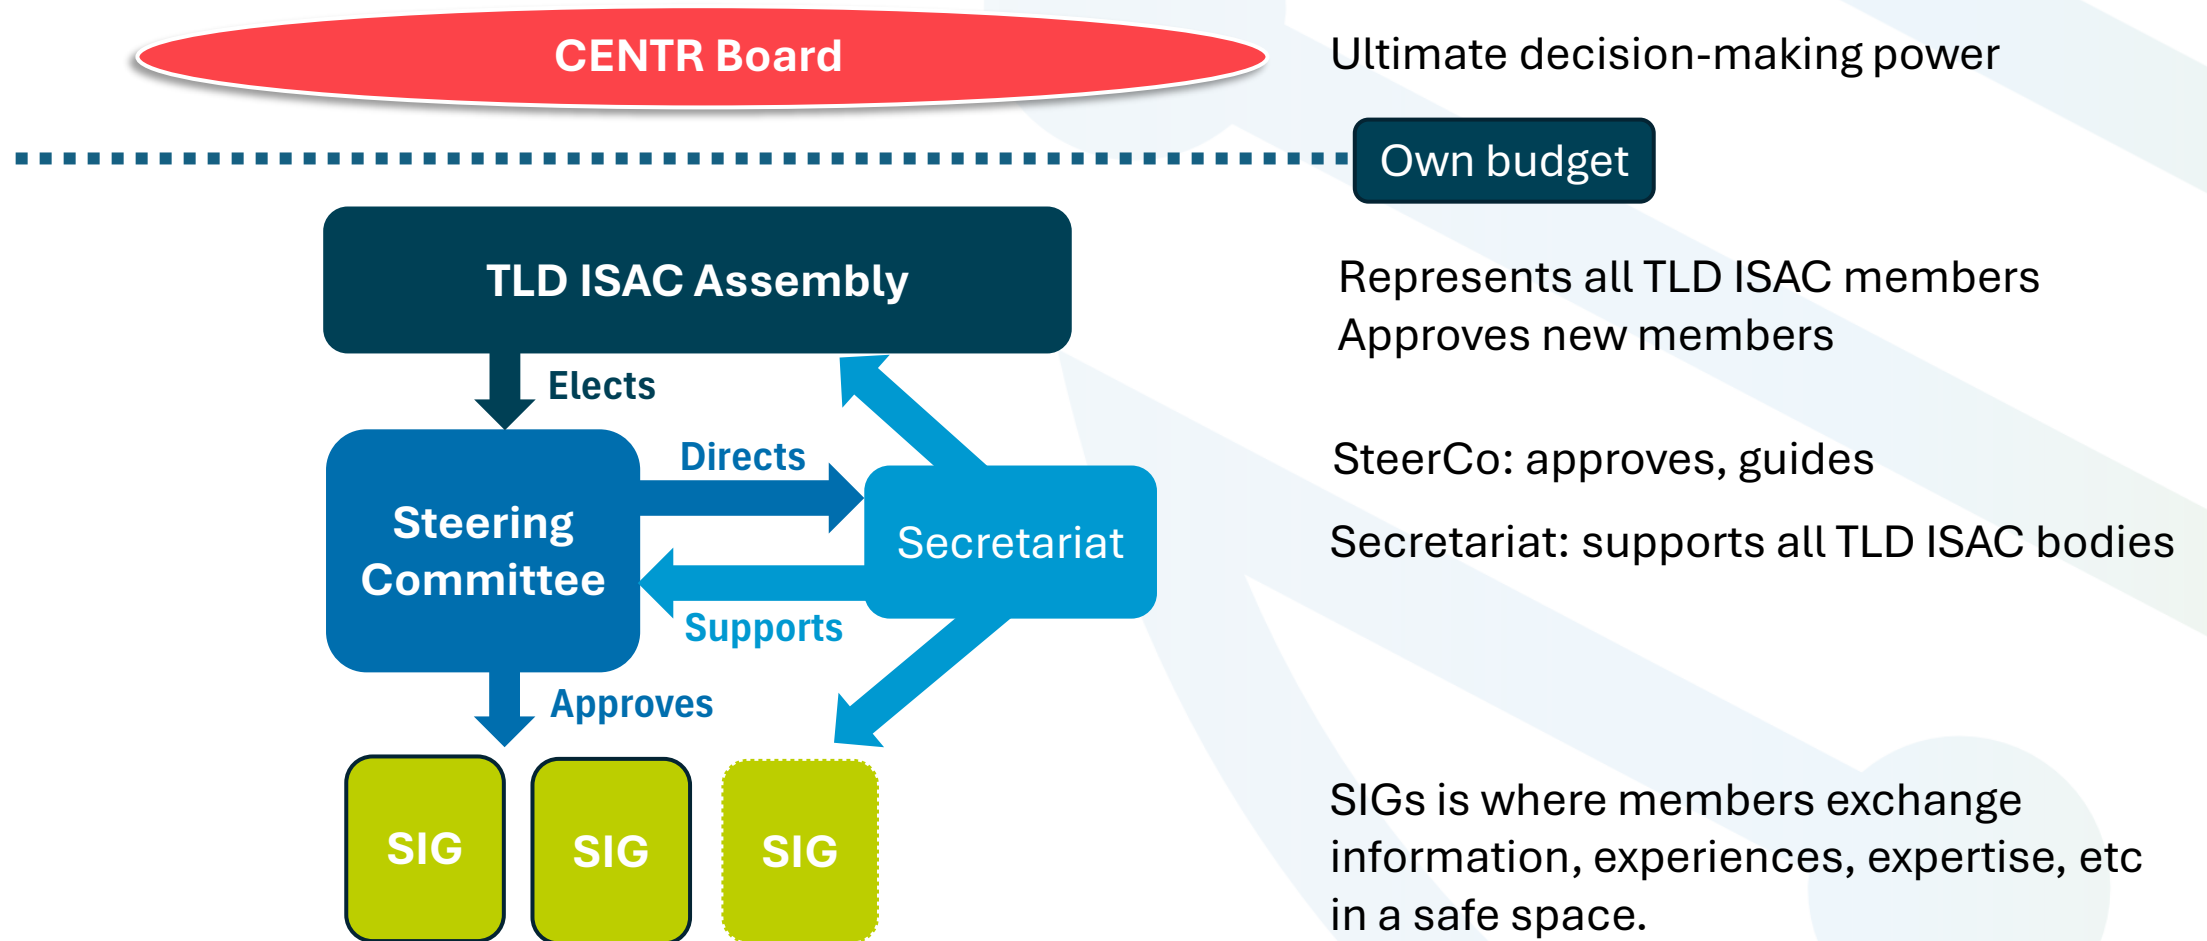 CENTR Board
Ultimate decision-making power
Own budget
TLD ISAC Assembly
Represents all TLD ISAC members
Approves new members
Elects
Directs
SteerCo: approves, guides
Steering
Committee
Secretariat
Secretariat: supports all TLD ISAC bodies
Supports
Approves
SIG
SIG
SIG
SIGs is where members exchange
information, experiences, expertise, etc
in a safe space.